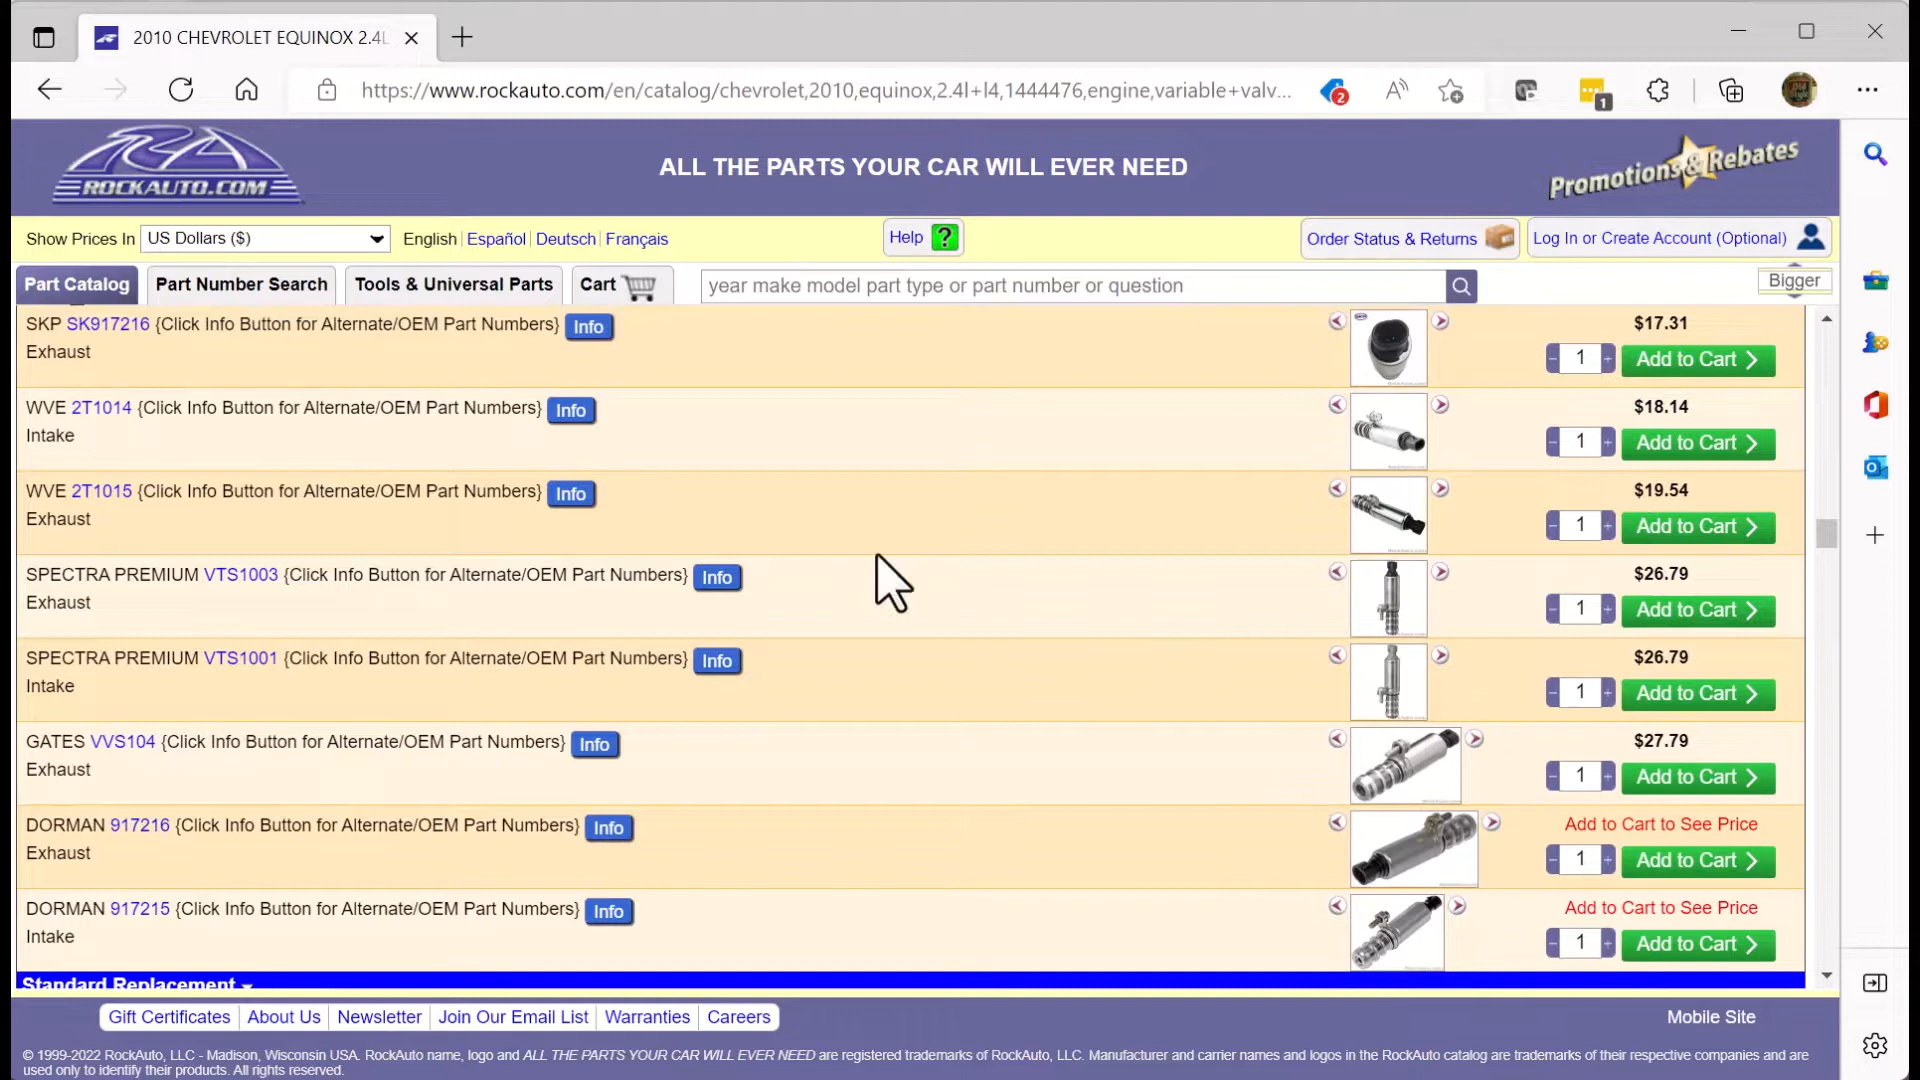 2010 CHEVROLET EQUINOX 2.4L
https://www.rockauto.com/en/catalog/chevrolet,2010,equinox,2.4l+l4,1444476,engine,variable+valv...
2
1
ROCKAUTO.COM
ALL THE PARTS YOUR CAR WILL EVER NEED
Promotions & Rebates
Show Prices In US Dollars ($) English Español Deutsch Français
Help ?
Order Status & Returns
Log In or Create Account (Optional)
Part Catalog
Part Number Search
Tools & Universal Parts
Cart
year make model part type or part number or question
Bigger
SKP SK917216 {Click Info Button for Alternate/OEM Part Numbers} Info
Exhaust
$17.31
1 Add to Cart
WVE 2T1014 {Click Info Button for Alternate/OEM Part Numbers} Info
Intake
$18.14
1 Add to Cart
WVE 2T1015 {Click Info Button for Alternate/OEM Part Numbers} Info
Exhaust
$19.54
1 Add to Cart
SPECTRA PREMIUM VTS1003 {Click Info Button for Alternate/OEM Part Numbers} Info
Exhaust
$26.79
1 Add to Cart
SPECTRA PREMIUM VTS1001 {Click Info Button for Alternate/OEM Part Numbers} Info
Intake
$26.79
1 Add to Cart
GATES VVS104 {Click Info Button for Alternate/OEM Part Numbers} Info
Exhaust
$27.79
1 Add to Cart
DORMAN 917216 {Click Info Button for Alternate/OEM Part Numbers} Info
Exhaust
Add to Cart to See Price
1 Add to Cart
DORMAN 917215 {Click Info Button for Alternate/OEM Part Numbers} Info
Intake
Add to Cart to See Price
1 Add to Cart
Standard Replacement
Gift Certificates About Us Newsletter Join Our Email List Warranties Careers
Mobile Site
© 1999-2022 RockAuto, LLC - Madison, Wisconsin USA. RockAuto name, logo and ALL THE PARTS YOUR CAR WILL EVER NEED are registered trademarks of RockAuto, LLC. Manufacturer and carrier names and logos in the RockAuto catalog are trademarks of their respective companies and are
used only to identify their products. All rights reserved.